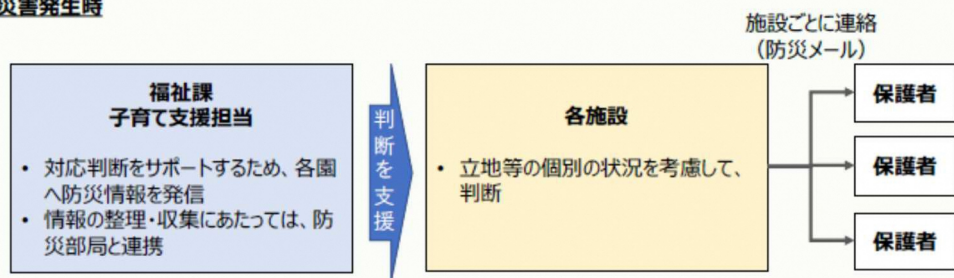 災害発生時
施設ごとに連絡
(防災メール)
福祉課
子育て支援担当
• 対応判断をサポートするため、各園
へ防災情報を発信
• 情報の整理・収集にあたっては、防
災部局と連携
判断を支援
各施設
• 立地等の個別の状況を考慮して、
判断
保護者
保護者
保護者